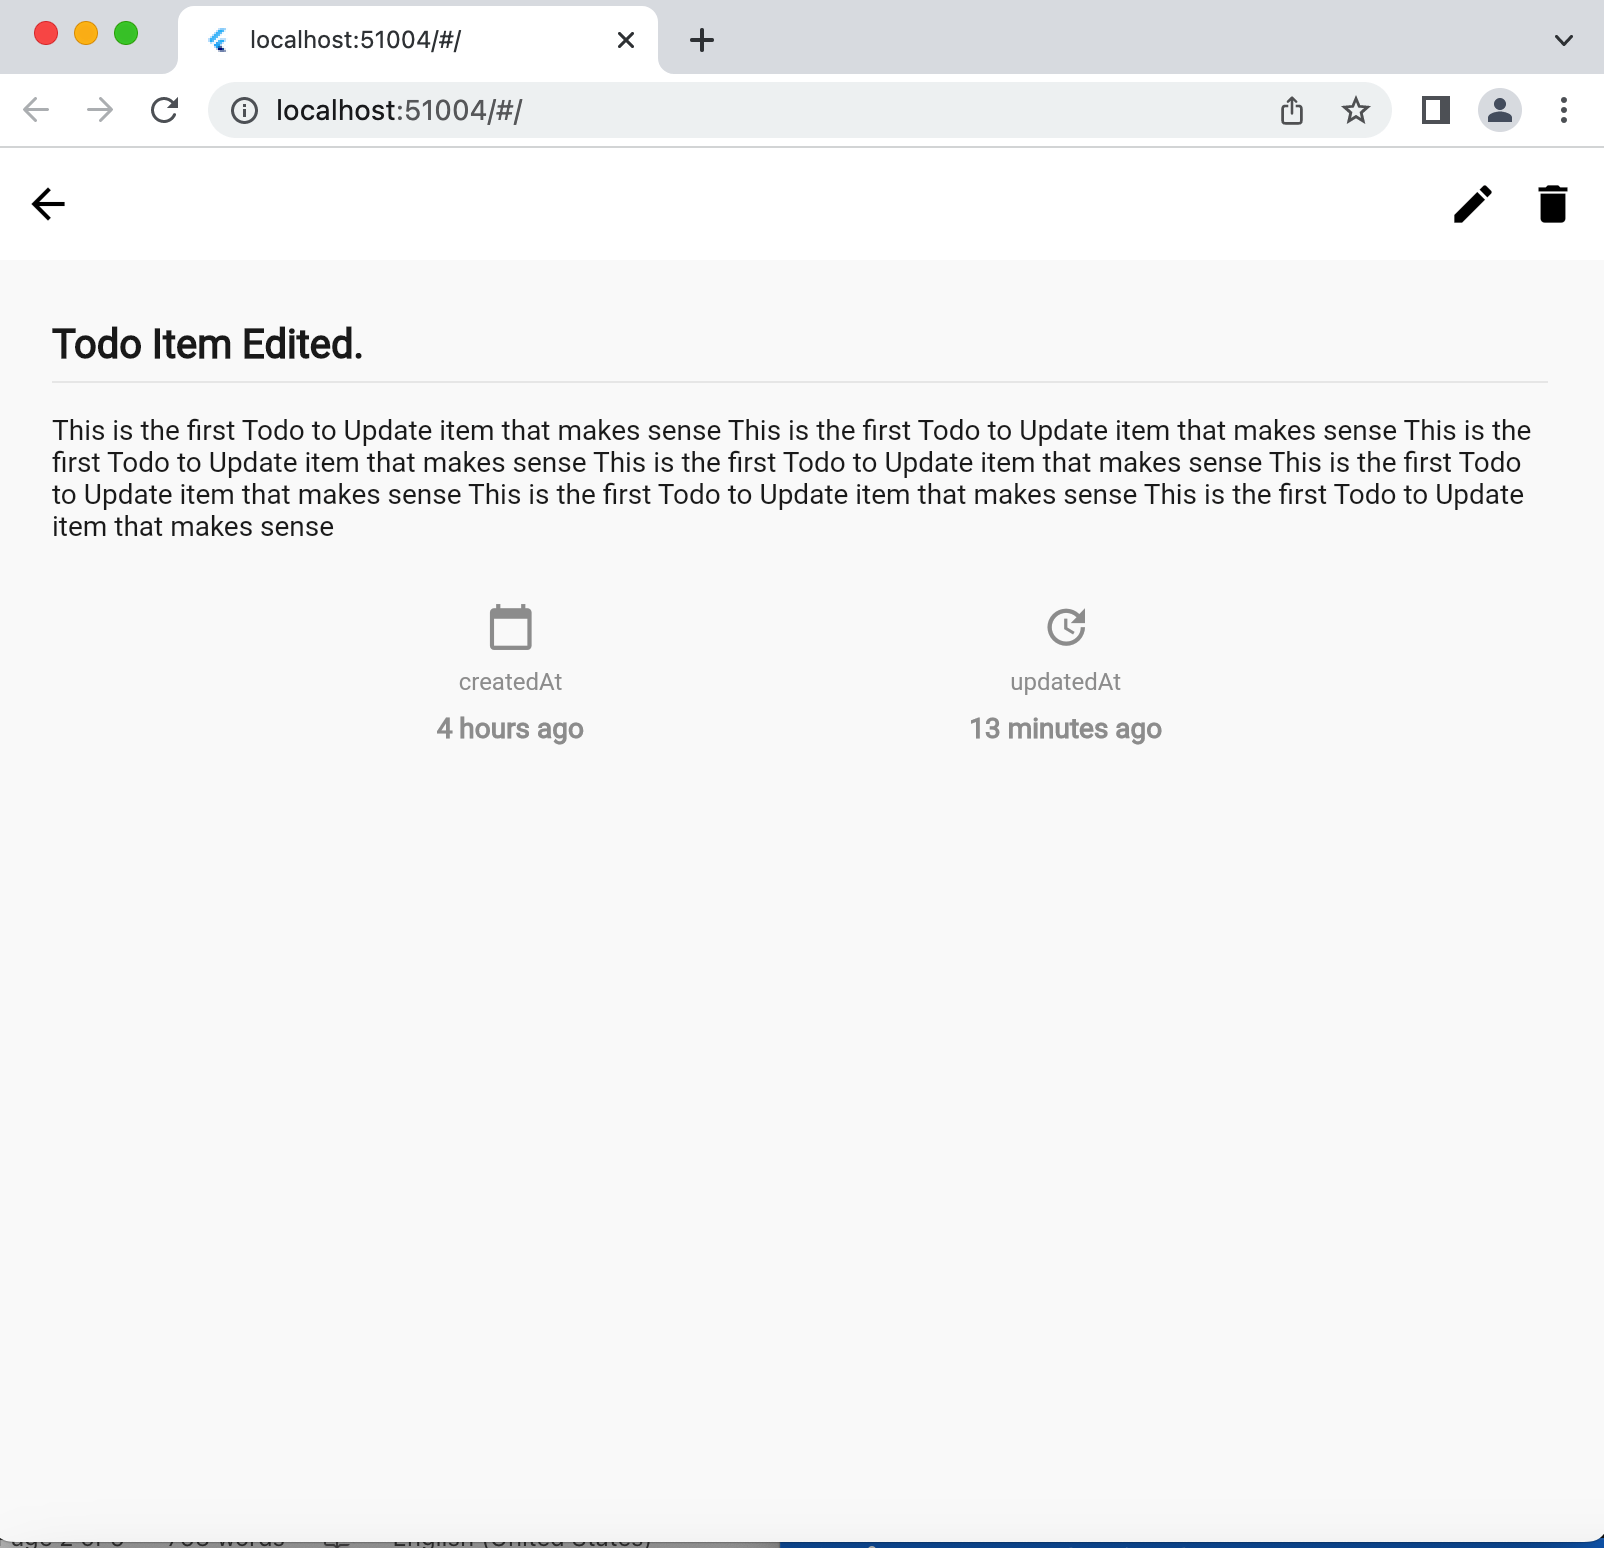 localhost:51004/#/
localhost:51004/#/
Todo Item Edited.
This is the first Todo to Update item that makes sense This is the first Todo to Update item that makes sense This is the
first Todo to Update item that makes sense This is the first Todo to Update item that makes sense This is the first Todo
to Update item that makes sense This is the first Todo to Update item that makes sense This is the first Todo to Update
item that makes sense
createdAt
updatedAt
4 hours ago
13 minutes ago
English (United States)